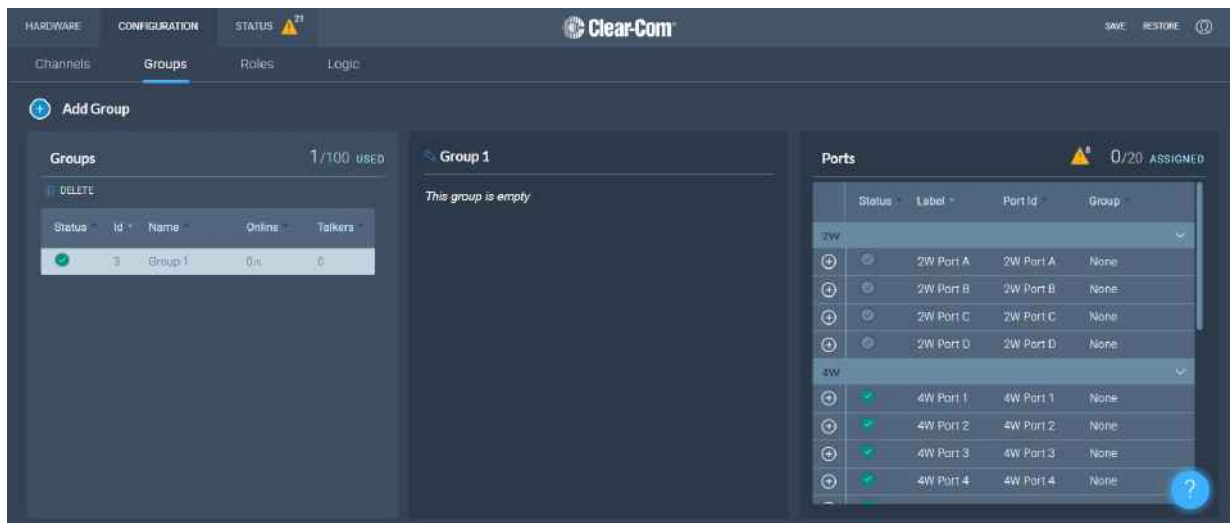 HARDWARE CONFIGURATION STATUS 21 Clear-Com SAVE RESTORE
Channels Groups Roles Logic
Add Group
Groups 1/100 USED
DELETE
Status Id Name Online Talkers
3 Group 1 0
Group 1
This group is empty
Ports 8 0/20 ASSIGNED
Status Label Port Id Group
2W
2W Port A 2W Port A None
2W Port B 2W Port B None
2W Port C 2W Port C None
2W Port D 2W Port D None
4W
4W Port 1 4W Port 1 None
4W Port 2 4W Port 2 None
4W Port 3 4W Port 3 None
4W Port 4 4W Port 4 None
?